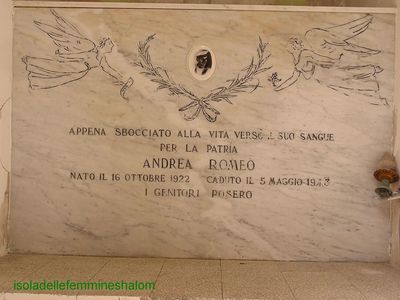 APPENA SBOCCIATO ALLA VITA VERSÒ IL SUO SANGUE
PER LA PATRIA
ANDREA ROMEO
NATO IL 16 OTTOBRE 1922 CADUTO IL 5 MAGGIO 1943
I GENITORI POSERO
isoladellefemmineshalom